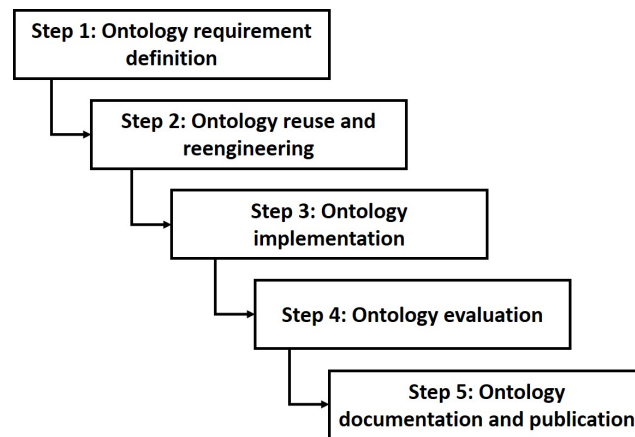 Step 1: Ontology requirement
definition
Step 2: Ontology reuse and
reengineering
Step 3: Ontology
implementation
Step 4: Ontology evaluation
Step 5: Ontology
documentation and publication